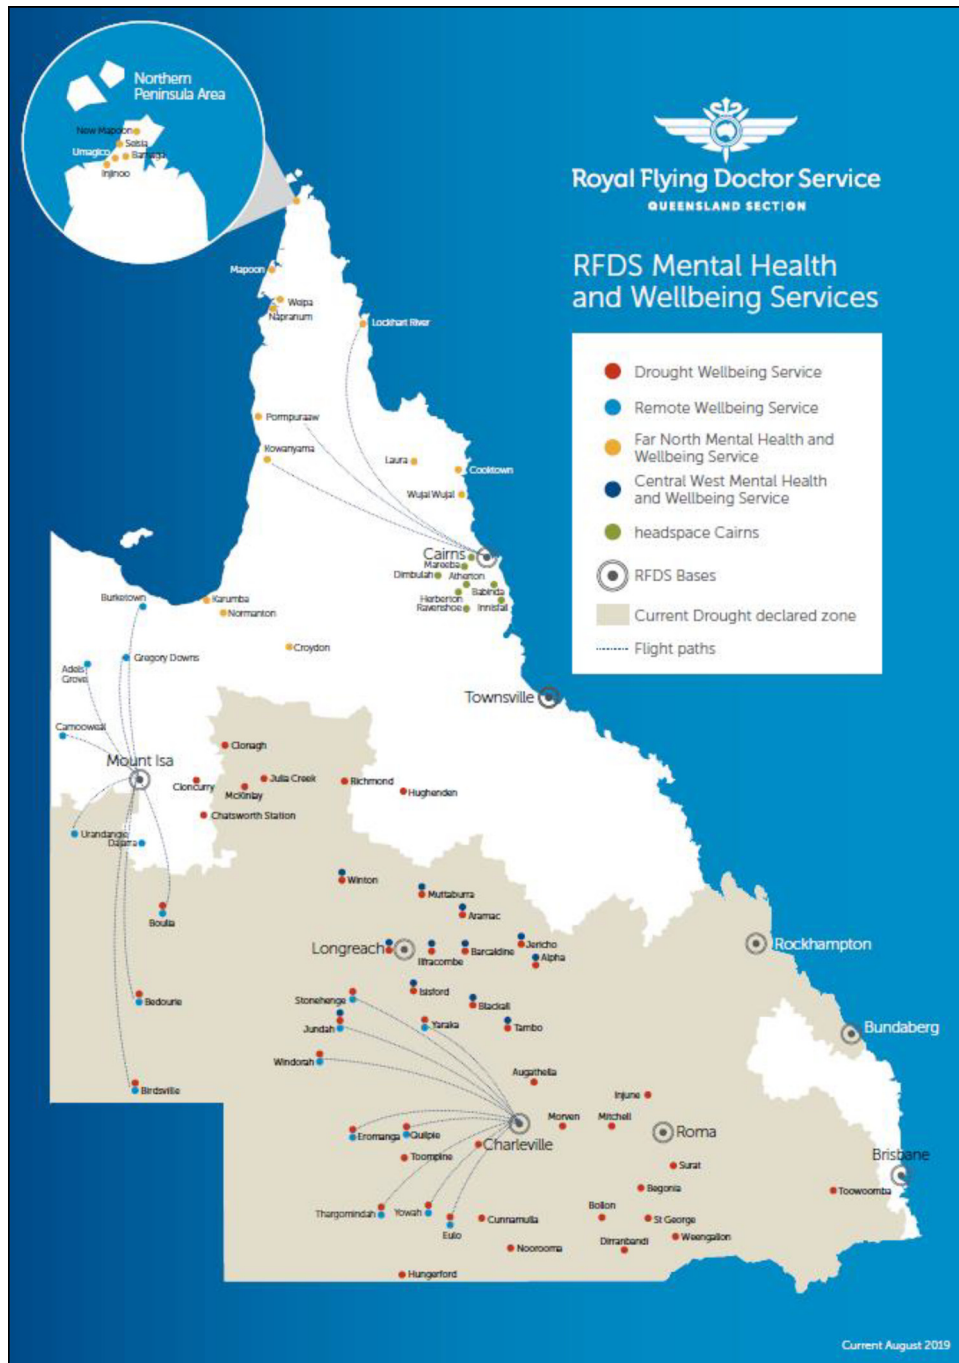 Northern
Peninsula Area
New Mapoon
Seisia
Umagico
Bamaga
Injinoo
Royal Flying Doctor Service
QUEENSLAND SECTION
RFDS Mental Health
and Wellbeing Services
Drought Wellbeing Service
Remote Wellbeing Service
Far North Mental Health and
Wellbeing Service
Central West Mental Health
and Wellbeing Service
headspace Cairns
RFDS Bases
Current Drought declared zone
Flight paths
Mapoon
Weipa
Napranum
Lockhart River
Pormpuraaw
Kowanyama
Laura
Cooktown
Wujal Wujal
Cairns
Mareeba
Dimbulah
Atherton
Herberton
Babinda
Ravenshoe
Innisfail
Burketown
Karumba
Normanton
Croydon
Adels
Grove
Gregory Downs
Camooweal
Townsville
Mount Isa
Clonagh
Cloncurry
Julia Creek
McKinlay
Richmond
Hughenden
Chatsworth Station
Urandangie
Dajarra
Winton
Muttaburra
Aramac
Boulia
Longreach
Ilfracombe
Barcaldine
Jericho
Alpha
Rockhampton
Bedourie
Stonehenge
Isisford
Blackall
Jundah
Yaraka
Tambo
Bundaberg
Windorah
Augathella
Birdsville
Injune
Eromanga
Quilpie
Morven
Mitchell
Roma
Charleville
Toompine
Brisbane
Surat
Toowoomba
Begonia
Thargomindah
Yowah
Eulo
Cunnamulla
Bollon
St George
Noorooma
Dirranbandi
Weengallon
Hungerford
Current August 2019